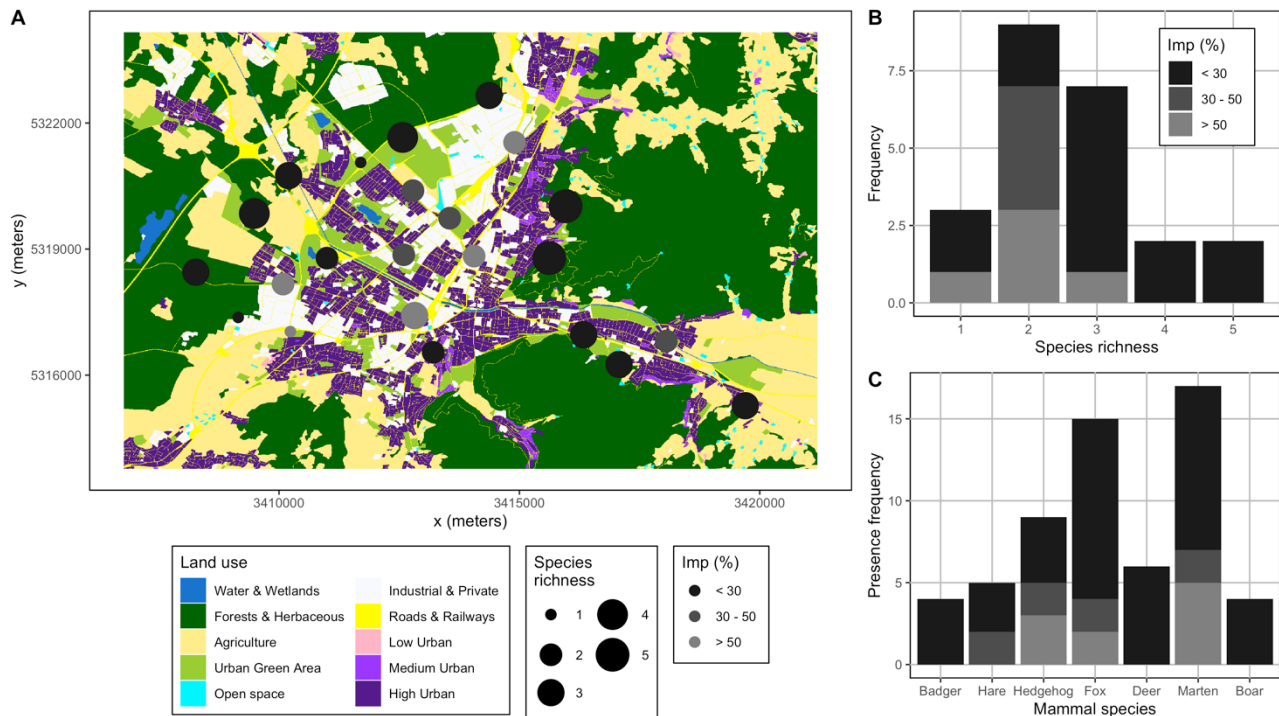 A
y (meters)
5322000
5319000
5316000
3410000
3415000
3420000
x (meters)
Land use
Water & Wetlands
Forests & Herbaceous
Agriculture
Urban Green Area
Open space
Industrial & Private
Roads & Railways
Low Urban
Medium Urban
High Urban
Species
richness
1
2
3
4
5
Imp (%)
< 30
30 - 50
> 50
B
Frequency
7.5
5.0
2.5
0.0
1
2
3
4
5
Species richness
Imp (%)
< 30
30 - 50
> 50
C
Presence frequency
15
10
5
0
Badger
Hare
Hedgehog
Fox
Deer
Marten
Boar
Mammal species